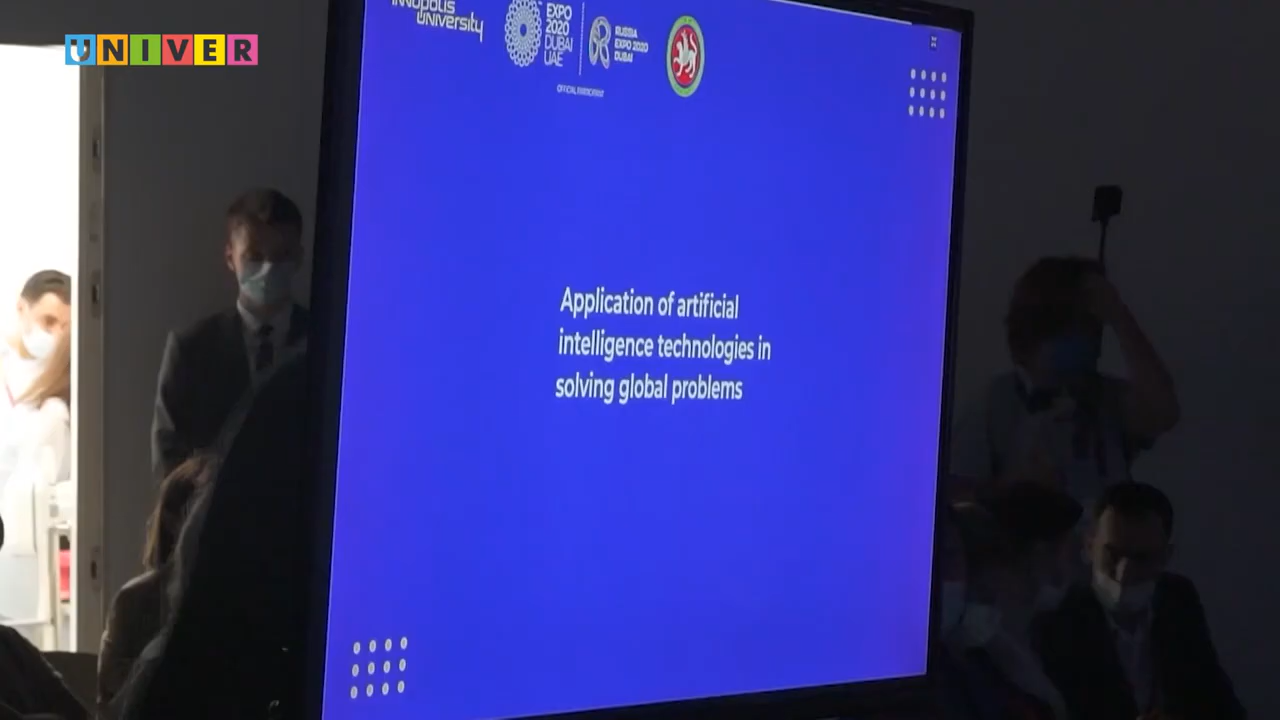 UNIVER
innopolis
university
EXPO
2020
DUBAI
UAE
RUSSIA
EXPO 2020
DUBAI
Application of artificial
intelligence technologies in
solving global problems